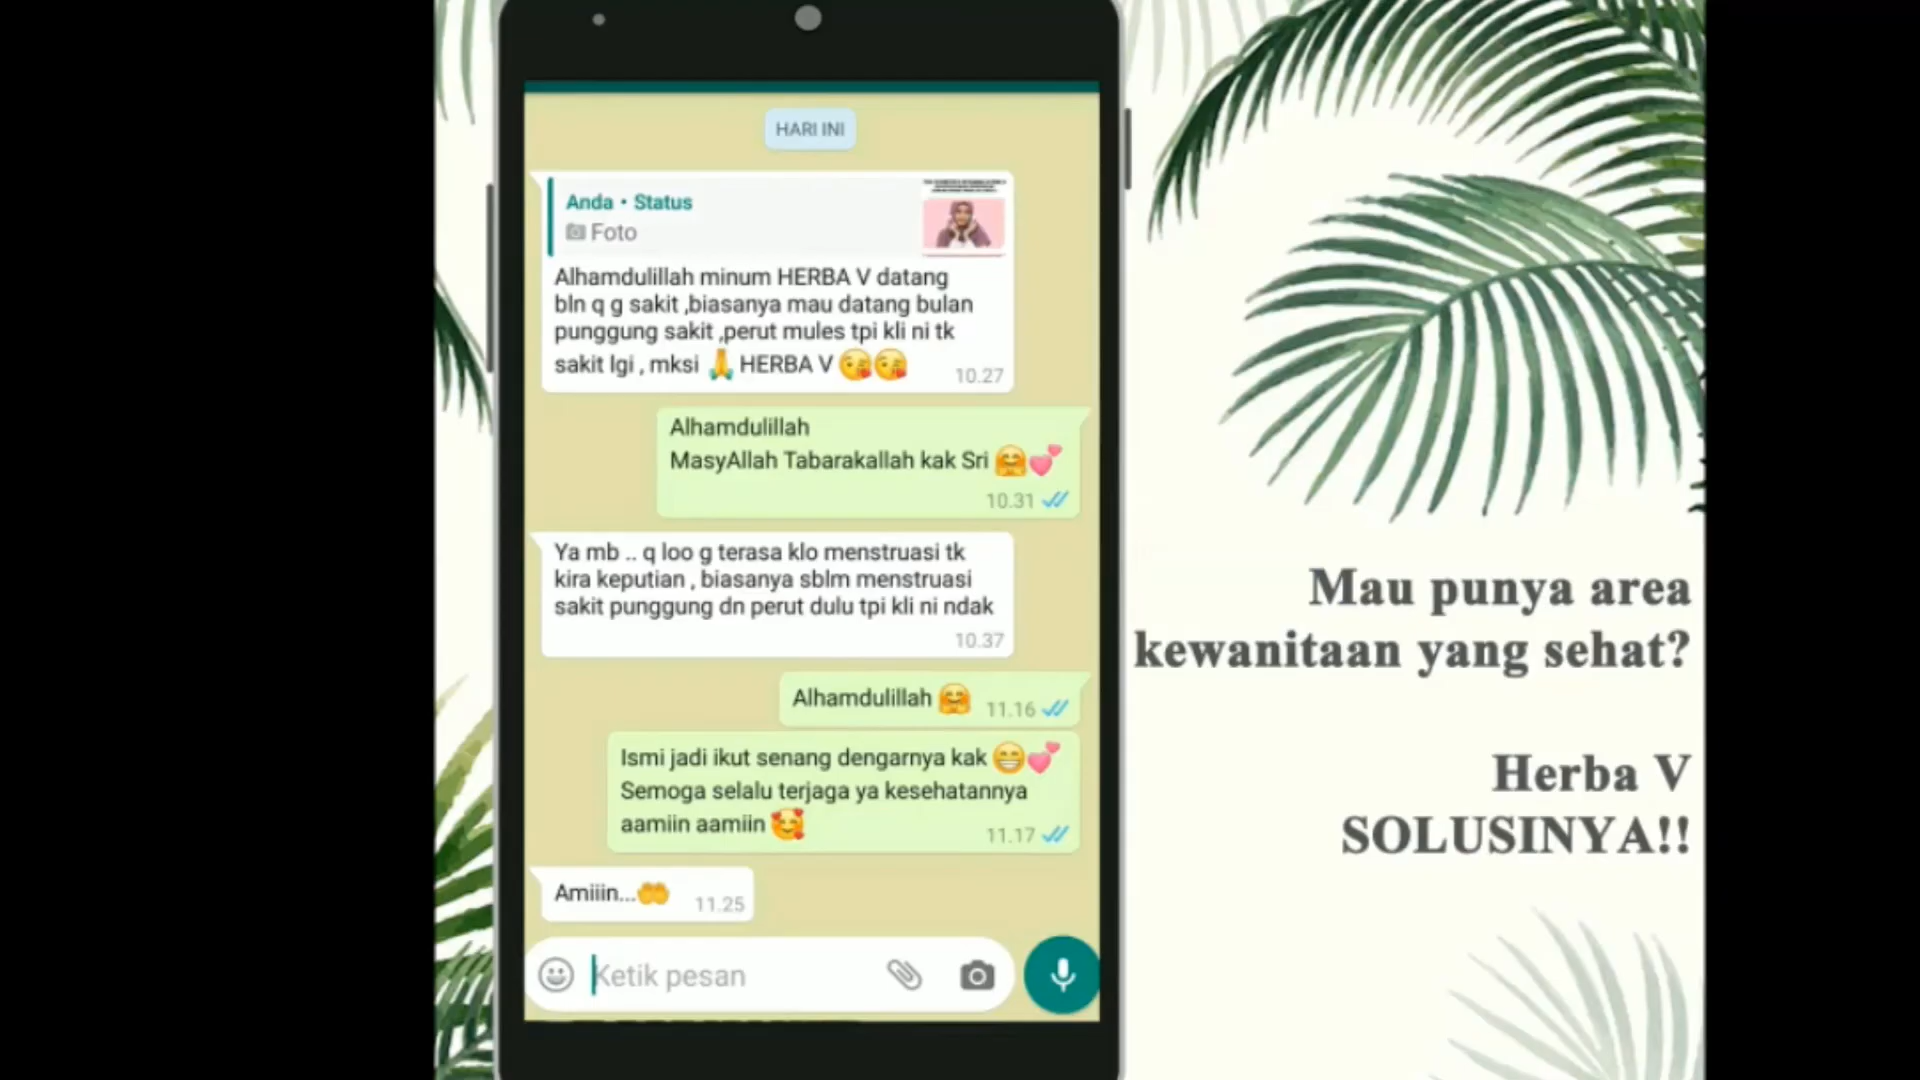 HARI INI
Anda • Status
Foto
Alhamdulillah minum HERBA V datang
bln q g sakit ,biasanya mau datang bulan
punggung sakit ,perut mules tpi kli ni tk
sakit lgi , mksi 🙏 HERBA V 😘😘
10.27
Alhamdulillah
MasyAllah Tabarakallah kak Sri 🤗💕
10.31
Ya mb .. q loo g terasa klo menstruasi tk
kira keputian , biasanya sblm menstruasi
sakit punggung dn perut dulu tpi kli ni ndak
10.37
Alhamdulillah 🤗 11.16
Ismi jadi ikut senang dengarnya kak 😁💕
Semoga selalu terjaga ya kesehatannya
aamiin aamiin 🥰
11.17
Amiiin...🤲 11.25
Ketik pesan
Mau punya area
kewanitaan yang sehat?
Herba V
SOLUSINYA!!